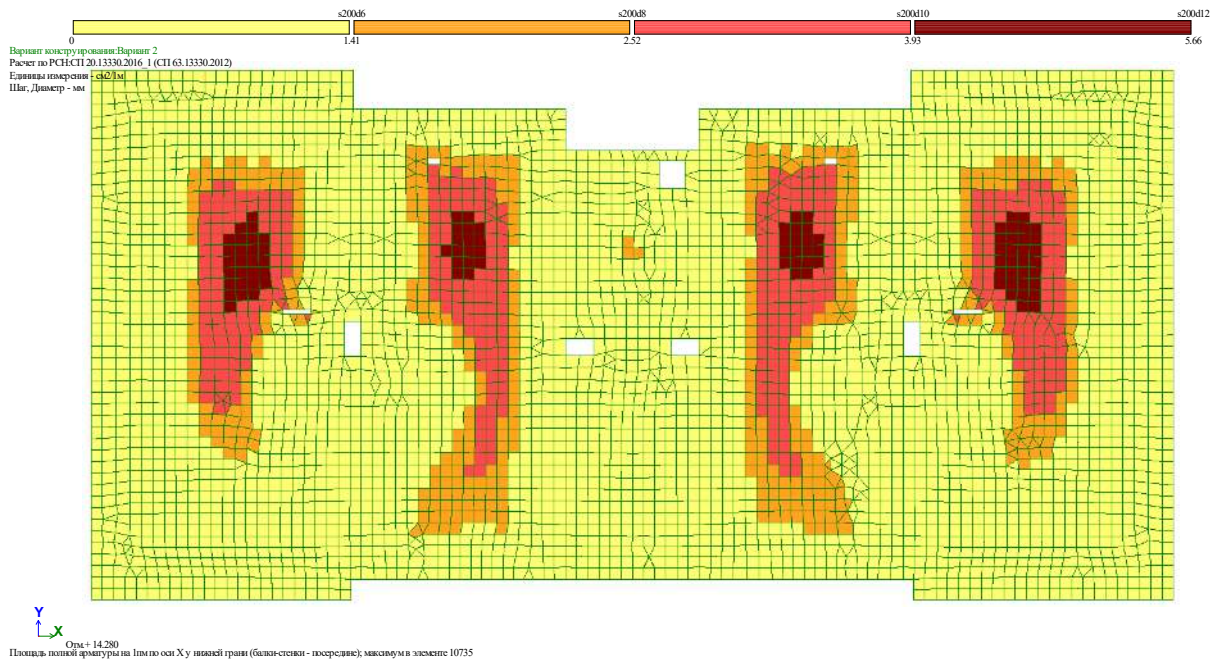 s200d6 s200d8 s200d10 s200d12
0 1.41 2.52 3.93 5.66
Вариант конструирования:Вариант 2
Расчет по РСН:СП 20.13330.2016_1 (СП 63.13330.2012)
Единицы измерения - см2/1м
Шаг, Диаметр - мм
Y
X
Отм.+ 14.280
Площадь полной арматуры на 1пм по оси X у нижней грани (балки-стенки - посередине); максимум в элементе 10735